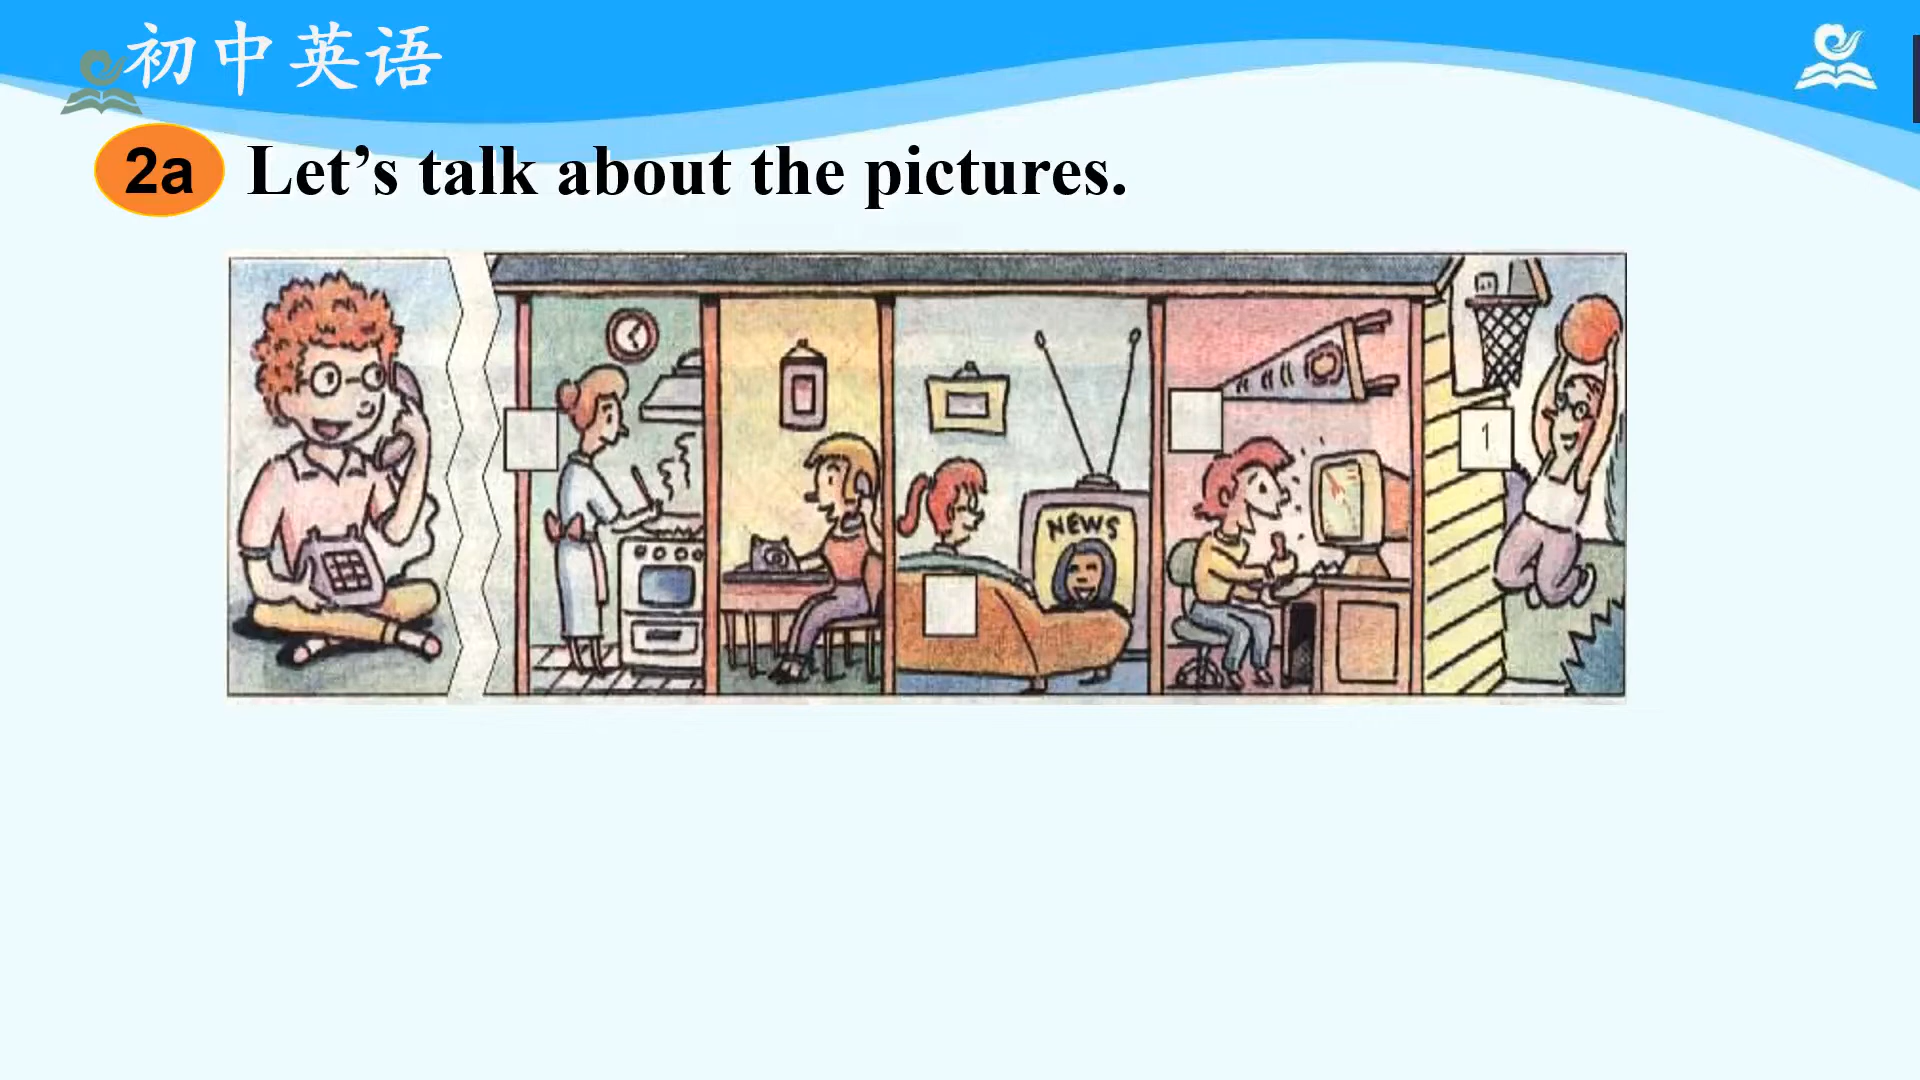 初中英语
2a Let's talk about the pictures.
NEWS
1